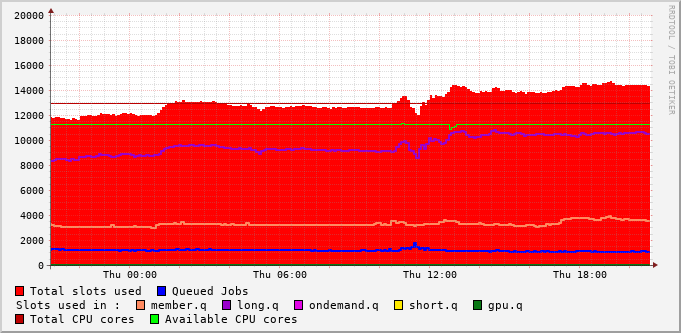 20000
18000
16000
14000
12000
10000
8000
6000
4000
2000
0
Thu 00:00 Thu 06:00 Thu 12:00 Thu 18:00
RRDTOOL / TOBI OETIKER
Total slots used Queued Jobs
Slots used in : member.q long.q ondemand.q short.q gpu.q
Total CPU cores Available CPU cores